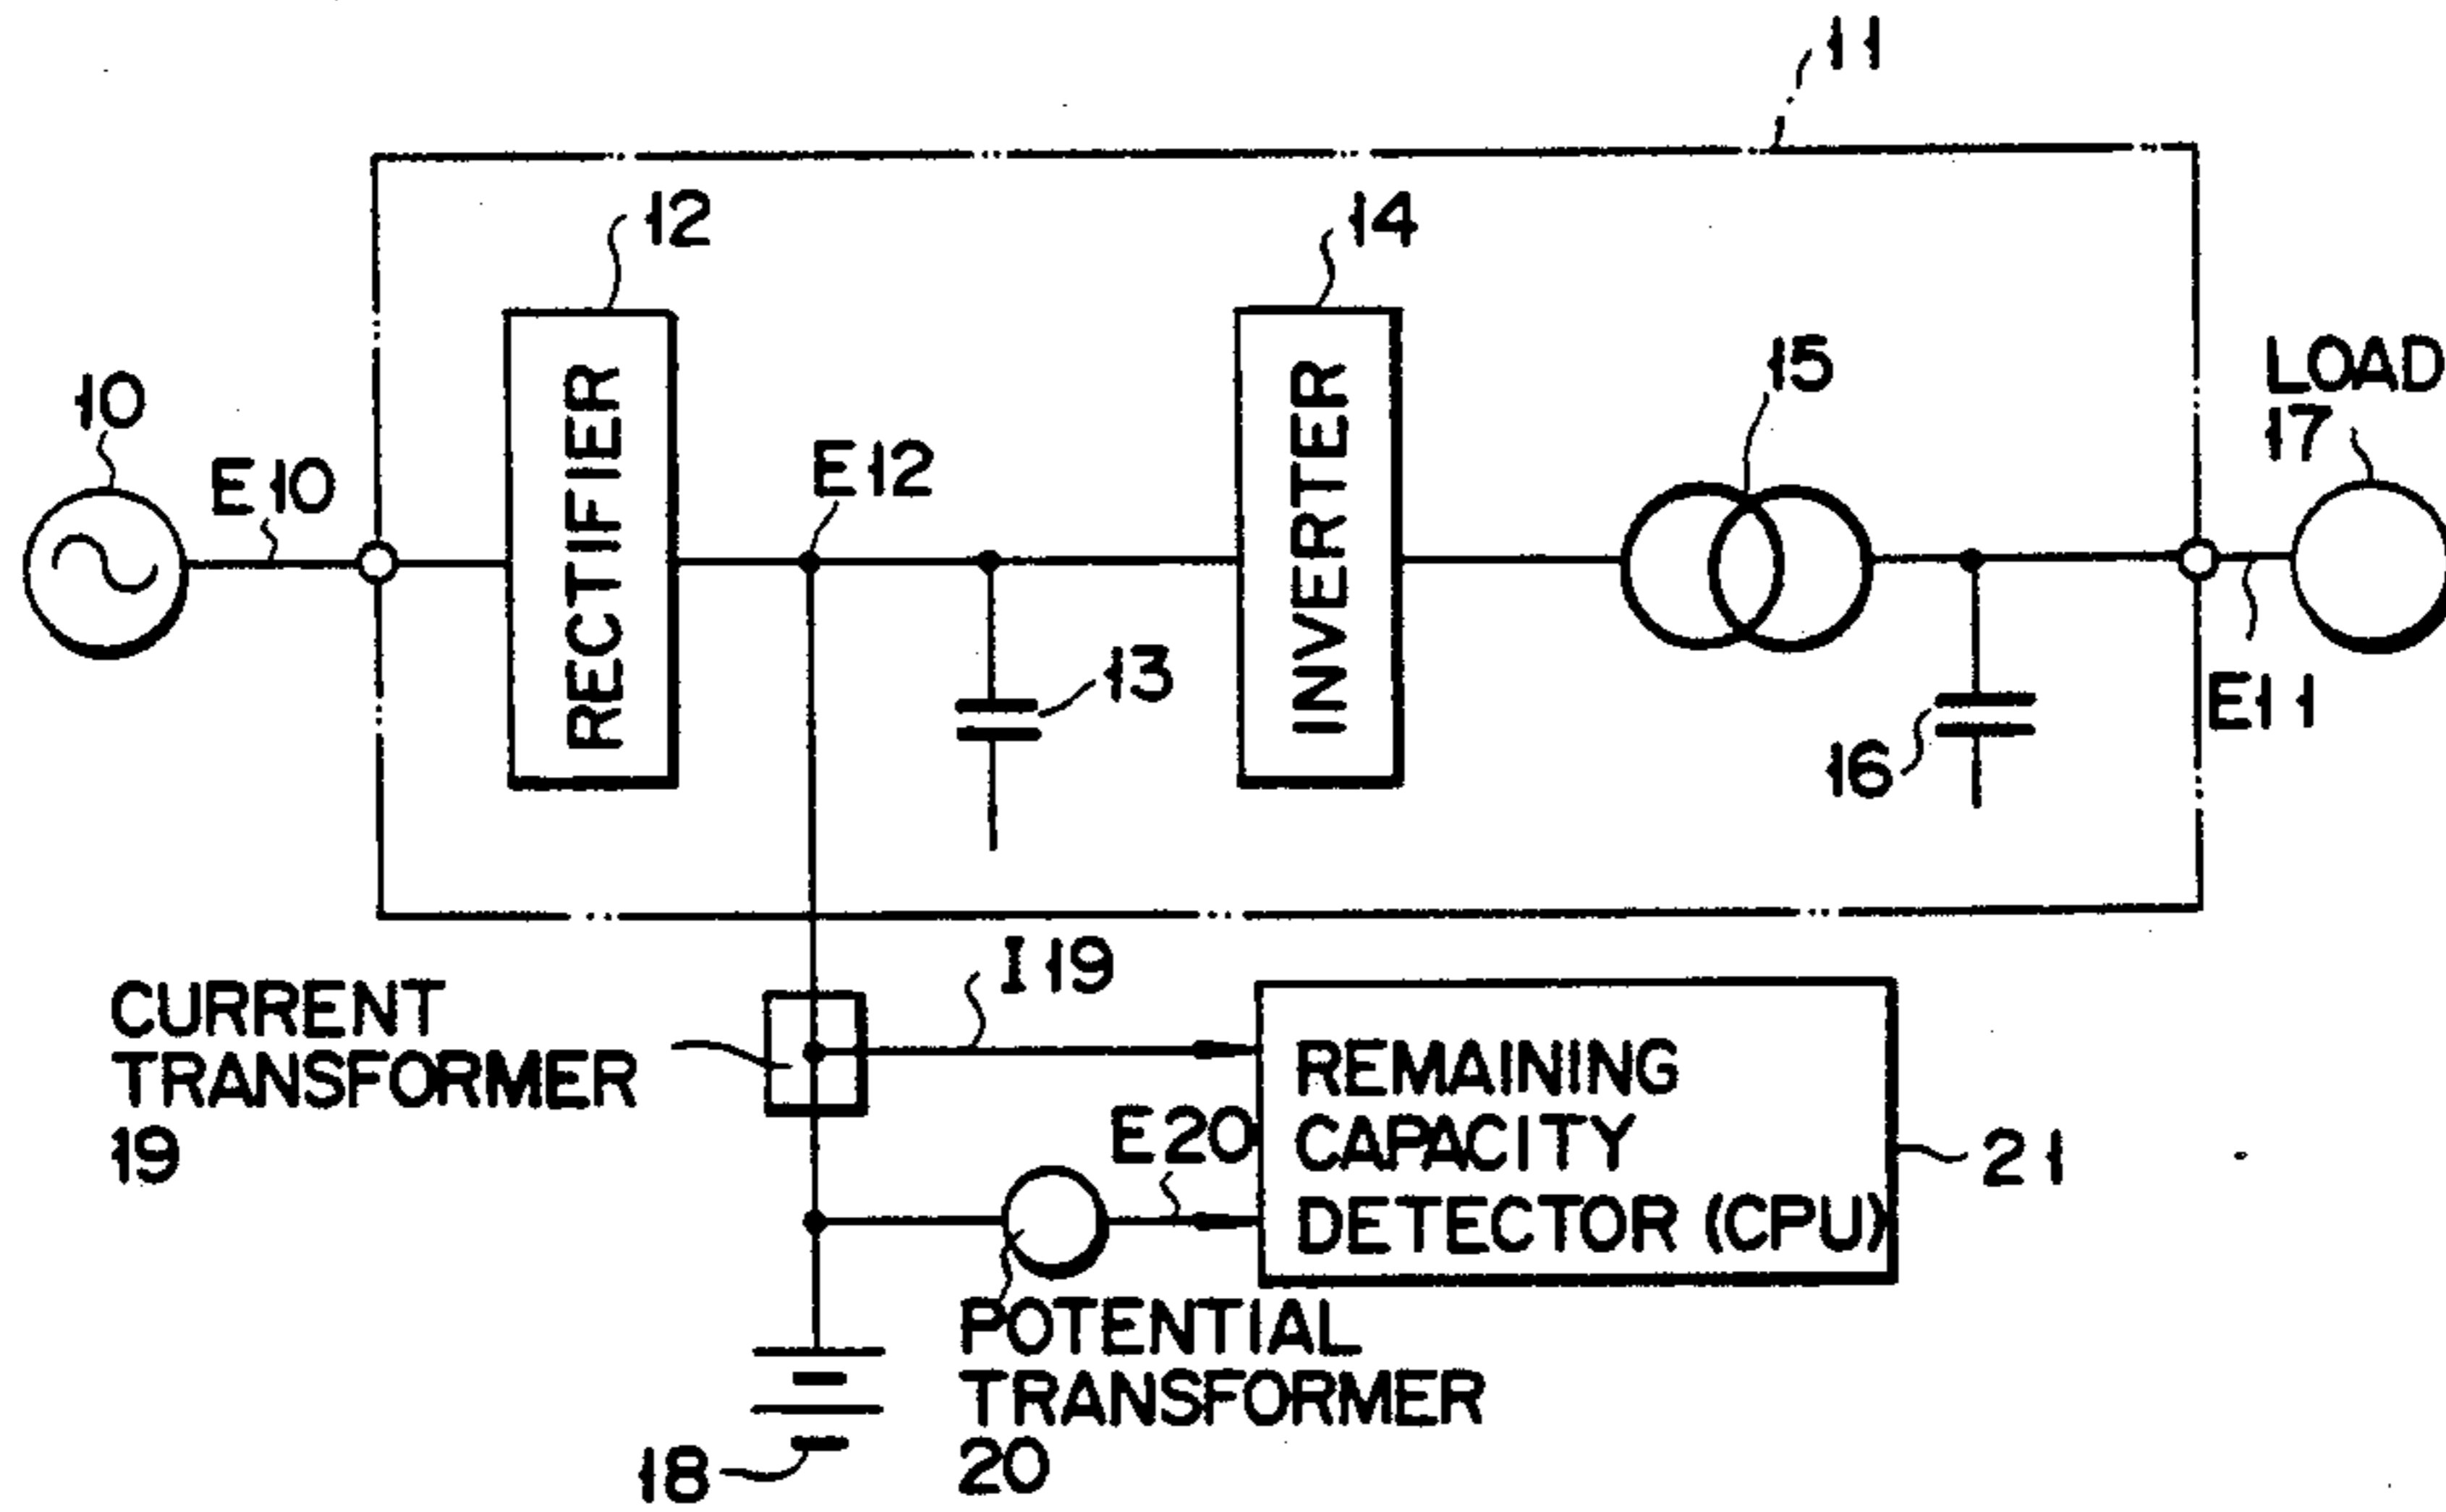 11
12
14
10
E10
E12
15
LOAD
17
RECTIFIER
INVERTER
13
16
E11
I19
CURRENT
TRANSFORMER
19
REMAINING
CAPACITY
DETECTOR (CPU)
E20
21
POTENTIAL
TRANSFORMER
20
18